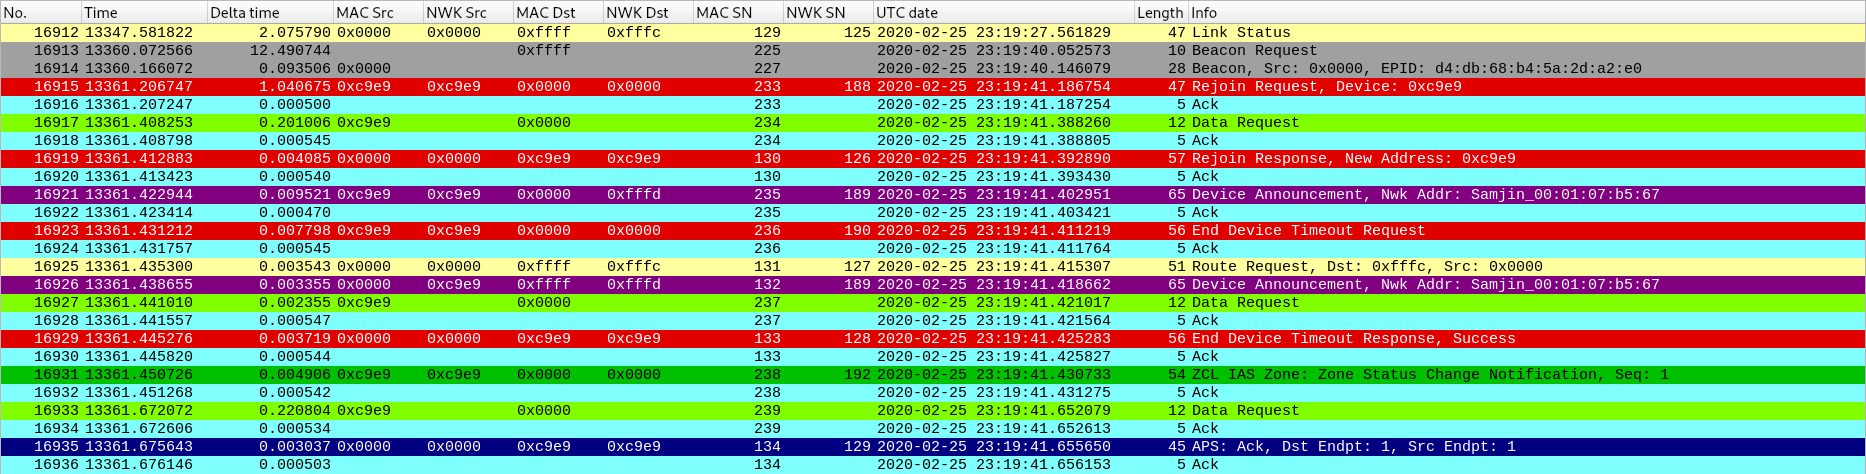 No. Time Delta time MAC Src NWK Src MAC Dst NWK Dst MAC SN NWK SN UTC date Length Info
16912 13347.581822 2.075790 0x0000 0x0000 0xffff 0xfffc 129 125 2020-02-25 23:19:27.561829 47 Link Status
16913 13360.072566 12.490744 0xffff 225 2020-02-25 23:19:40.052573 10 Beacon Request
16914 13360.166072 0.093506 0x0000 227 2020-02-25 23:19:40.146079 28 Beacon, Src: 0x0000, EPID: d4:db:68:b4:5a:2d:a2:e0
16915 13361.206747 1.040675 0xc9e9 0xc9e9 0x0000 0x0000 233 188 2020-02-25 23:19:41.186754 47 Rejoin Request, Device: 0xc9e9
16916 13361.207247 0.000500 233 2020-02-25 23:19:41.187254 5 Ack
16917 13361.408253 0.201006 0xc9e9 0x0000 234 2020-02-25 23:19:41.388260 12 Data Request
16918 13361.408798 0.000545 234 2020-02-25 23:19:41.388805 5 Ack
16919 13361.412883 0.004085 0x0000 0x0000 0xc9e9 0xc9e9 130 126 2020-02-25 23:19:41.392890 57 Rejoin Response, New Address: 0xc9e9
16920 13361.413423 0.000540 130 2020-02-25 23:19:41.393430 5 Ack
16921 13361.422944 0.009521 0xc9e9 0xc9e9 0x0000 0xfffd 235 189 2020-02-25 23:19:41.402951 65 Device Announcement, Nwk Addr: Samjin_00:01:07:b5:67
16922 13361.423414 0.000470 235 2020-02-25 23:19:41.403421 5 Ack
16923 13361.431212 0.007798 0xc9e9 0xc9e9 0x0000 0x0000 236 190 2020-02-25 23:19:41.411219 56 End Device Timeout Request
16924 13361.431757 0.000545 236 2020-02-25 23:19:41.411764 5 Ack
16925 13361.435300 0.003543 0x0000 0x0000 0xffff 0xfffc 131 127 2020-02-25 23:19:41.415307 51 Route Request, Dst: 0xfffc, Src: 0x0000
16926 13361.438655 0.003355 0x0000 0xc9e9 0xffff 0xfffd 132 189 2020-02-25 23:19:41.418662 65 Device Announcement, Nwk Addr: Samjin_00:01:07:b5:67
16927 13361.441010 0.002355 0xc9e9 0x0000 237 2020-02-25 23:19:41.421017 12 Data Request
16928 13361.441557 0.000547 237 2020-02-25 23:19:41.421564 5 Ack
16929 13361.445276 0.003719 0x0000 0x0000 0xc9e9 0xc9e9 133 128 2020-02-25 23:19:41.425283 56 End Device Timeout Response, Success
16930 13361.445820 0.000544 133 2020-02-25 23:19:41.425827 5 Ack
16931 13361.450726 0.004906 0xc9e9 0xc9e9 0x0000 0x0000 238 192 2020-02-25 23:19:41.430733 54 ZCL IAS Zone: Zone Status Change Notification, Seq: 1
16932 13361.451268 0.000542 238 2020-02-25 23:19:41.431275 5 Ack
16933 13361.672072 0.220804 0xc9e9 0x0000 239 2020-02-25 23:19:41.652079 12 Data Request
16934 13361.672606 0.000534 239 2020-02-25 23:19:41.652613 5 Ack
16935 13361.675643 0.003037 0x0000 0x0000 0xc9e9 0xc9e9 134 129 2020-02-25 23:19:41.655650 45 APS: Ack, Dst Endpt: 1, Src Endpt: 1
16936 13361.676146 0.000503 134 2020-02-25 23:19:41.656153 5 Ack